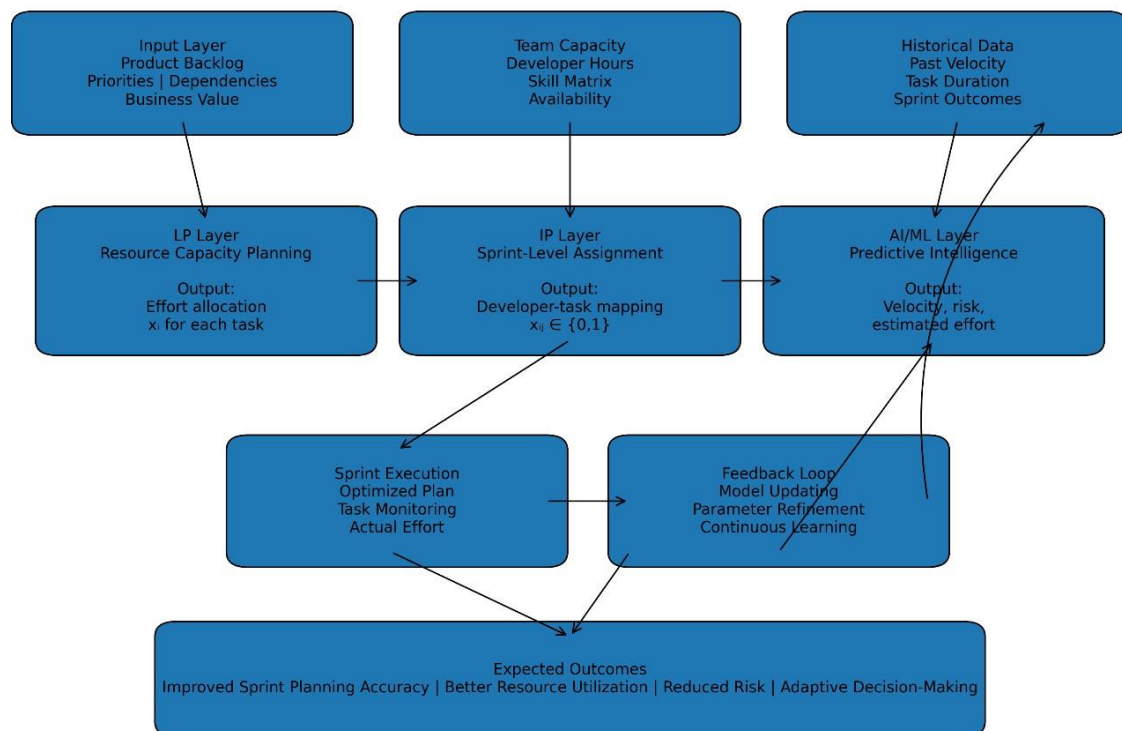 Input Layer
Product Backlog
Priorities | Dependencies
Business Value
Team Capacity
Developer Hours
Skill Matrix
Availability
Historical Data
Past Velocity
Task Duration
Sprint Outcomes
LP Layer
Resource Capacity Planning
Output:
Effort allocation
xᵢ for each task
IP Layer
Sprint-Level Assignment
Output:
Developer-task mapping
xᵢⱼ ∈ {0,1}
AI/ML Layer
Predictive Intelligence
Output:
Velocity, risk,
estimated effort
Sprint Execution
Optimized Plan
Task Monitoring
Actual Effort
Feedback Loop
Model Updating
Parameter Refinement
Continuous Learning
Expected Outcomes
Improved Sprint Planning Accuracy | Better Resource Utilization | Reduced Risk | Adaptive Decision-Making